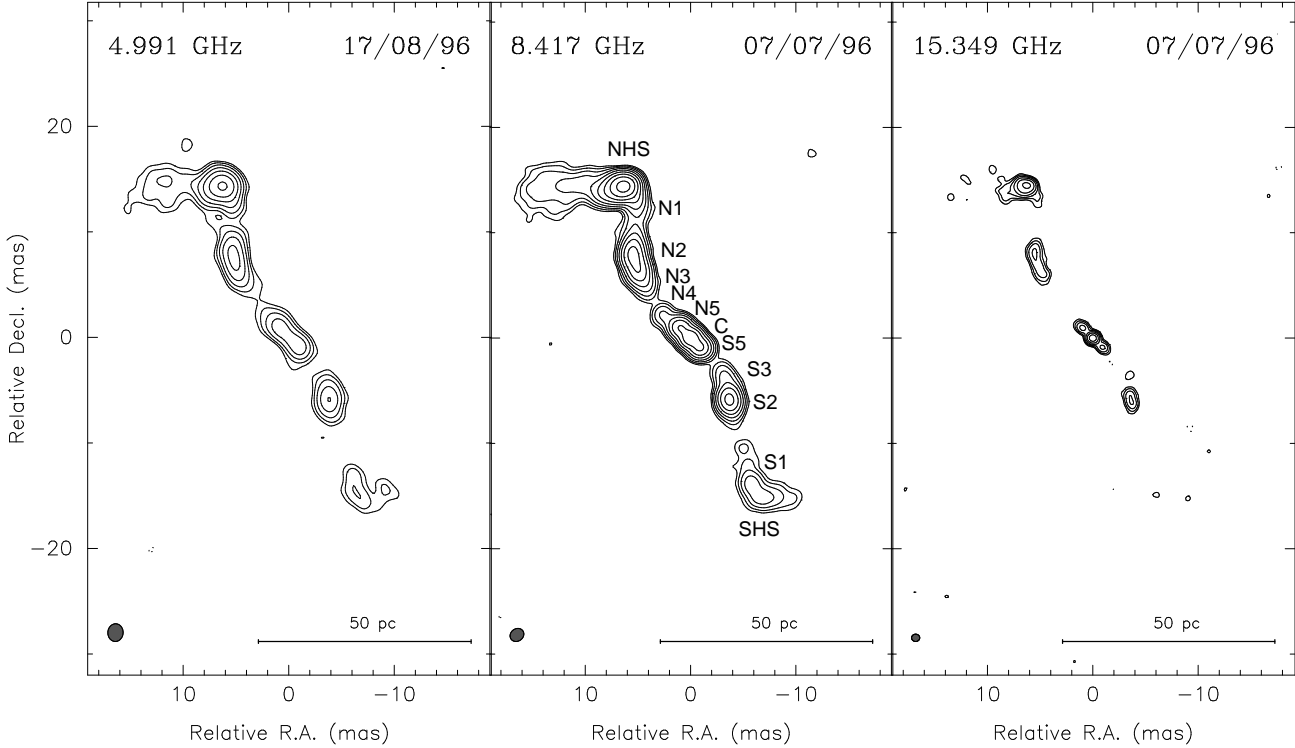 4.991 GHz 17/08/96
8.417 GHz 07/07/96
15.349 GHz 07/07/96
Relative Decl. (mas)
20
0
−20
NHS
N1
N2
N3
N4
N5
C
S5
S3
S2
S1
SHS
50 pc
50 pc
50 pc
10 0 −10
10 0 −10
10 0 −10
Relative R.A. (mas)
Relative R.A. (mas)
Relative R.A. (mas)